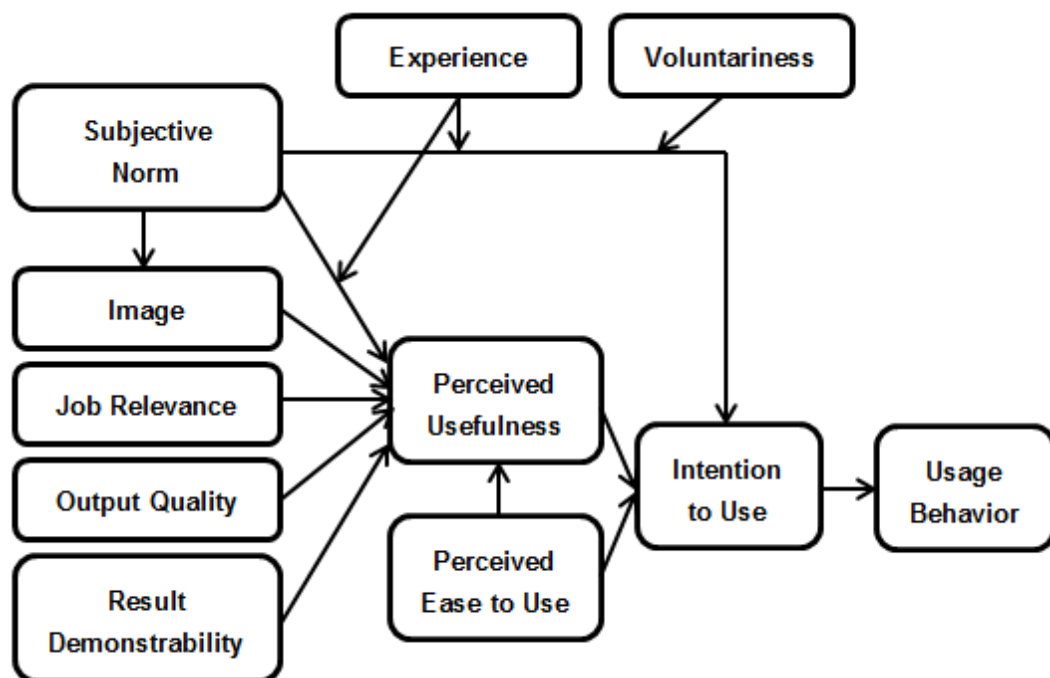 Experience
Voluntariness
Subjective
Norm
Image
Job Relevance
Output Quality
Result
Demonstrability
Perceived
Usefulness
Perceived
Ease to Use
Intention
to Use
Usage
Behavior